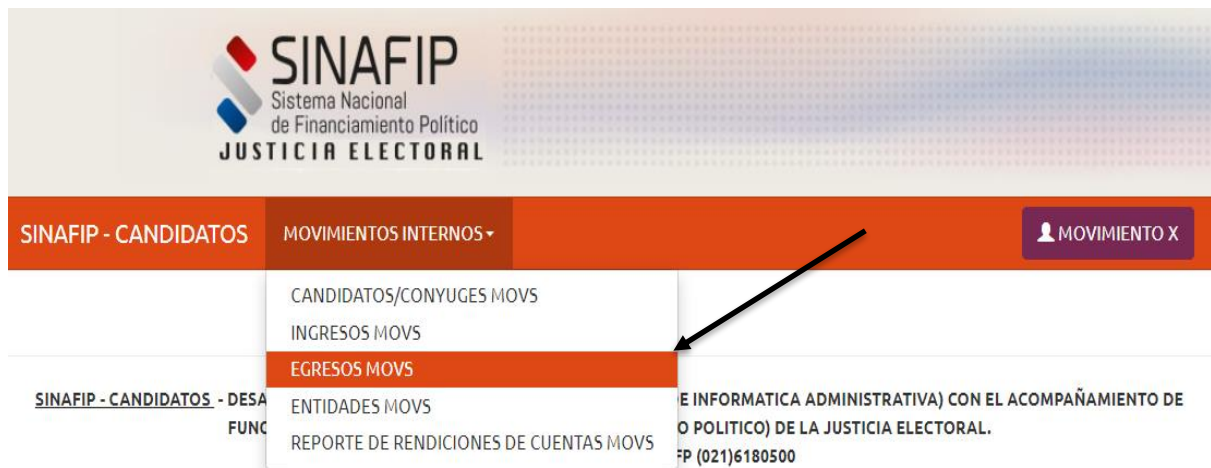 SINAFIP
Sistema Nacional
de Financiamiento Político
JUSTICIA ELECTORAL
SINAFIP - CANDIDATOS MOVIMIENTOS INTERNOS MOVIMIENTO X
CANDIDATOS/CONYUGES MOVS
INGRESOS MOVS
EGRESOS MOVS
ENTIDADES MOVS
REPORTE DE RENDICIONES DE CUENTAS MOVS
SINAFIP - CANDIDATOS - DESA E INFORMATICA ADMINISTRATIVA) CON EL ACOMPAÑAMIENTO DE
FUNC O POLITICO) DE LA JUSTICIA ELECTORAL.
FP (021)6180500